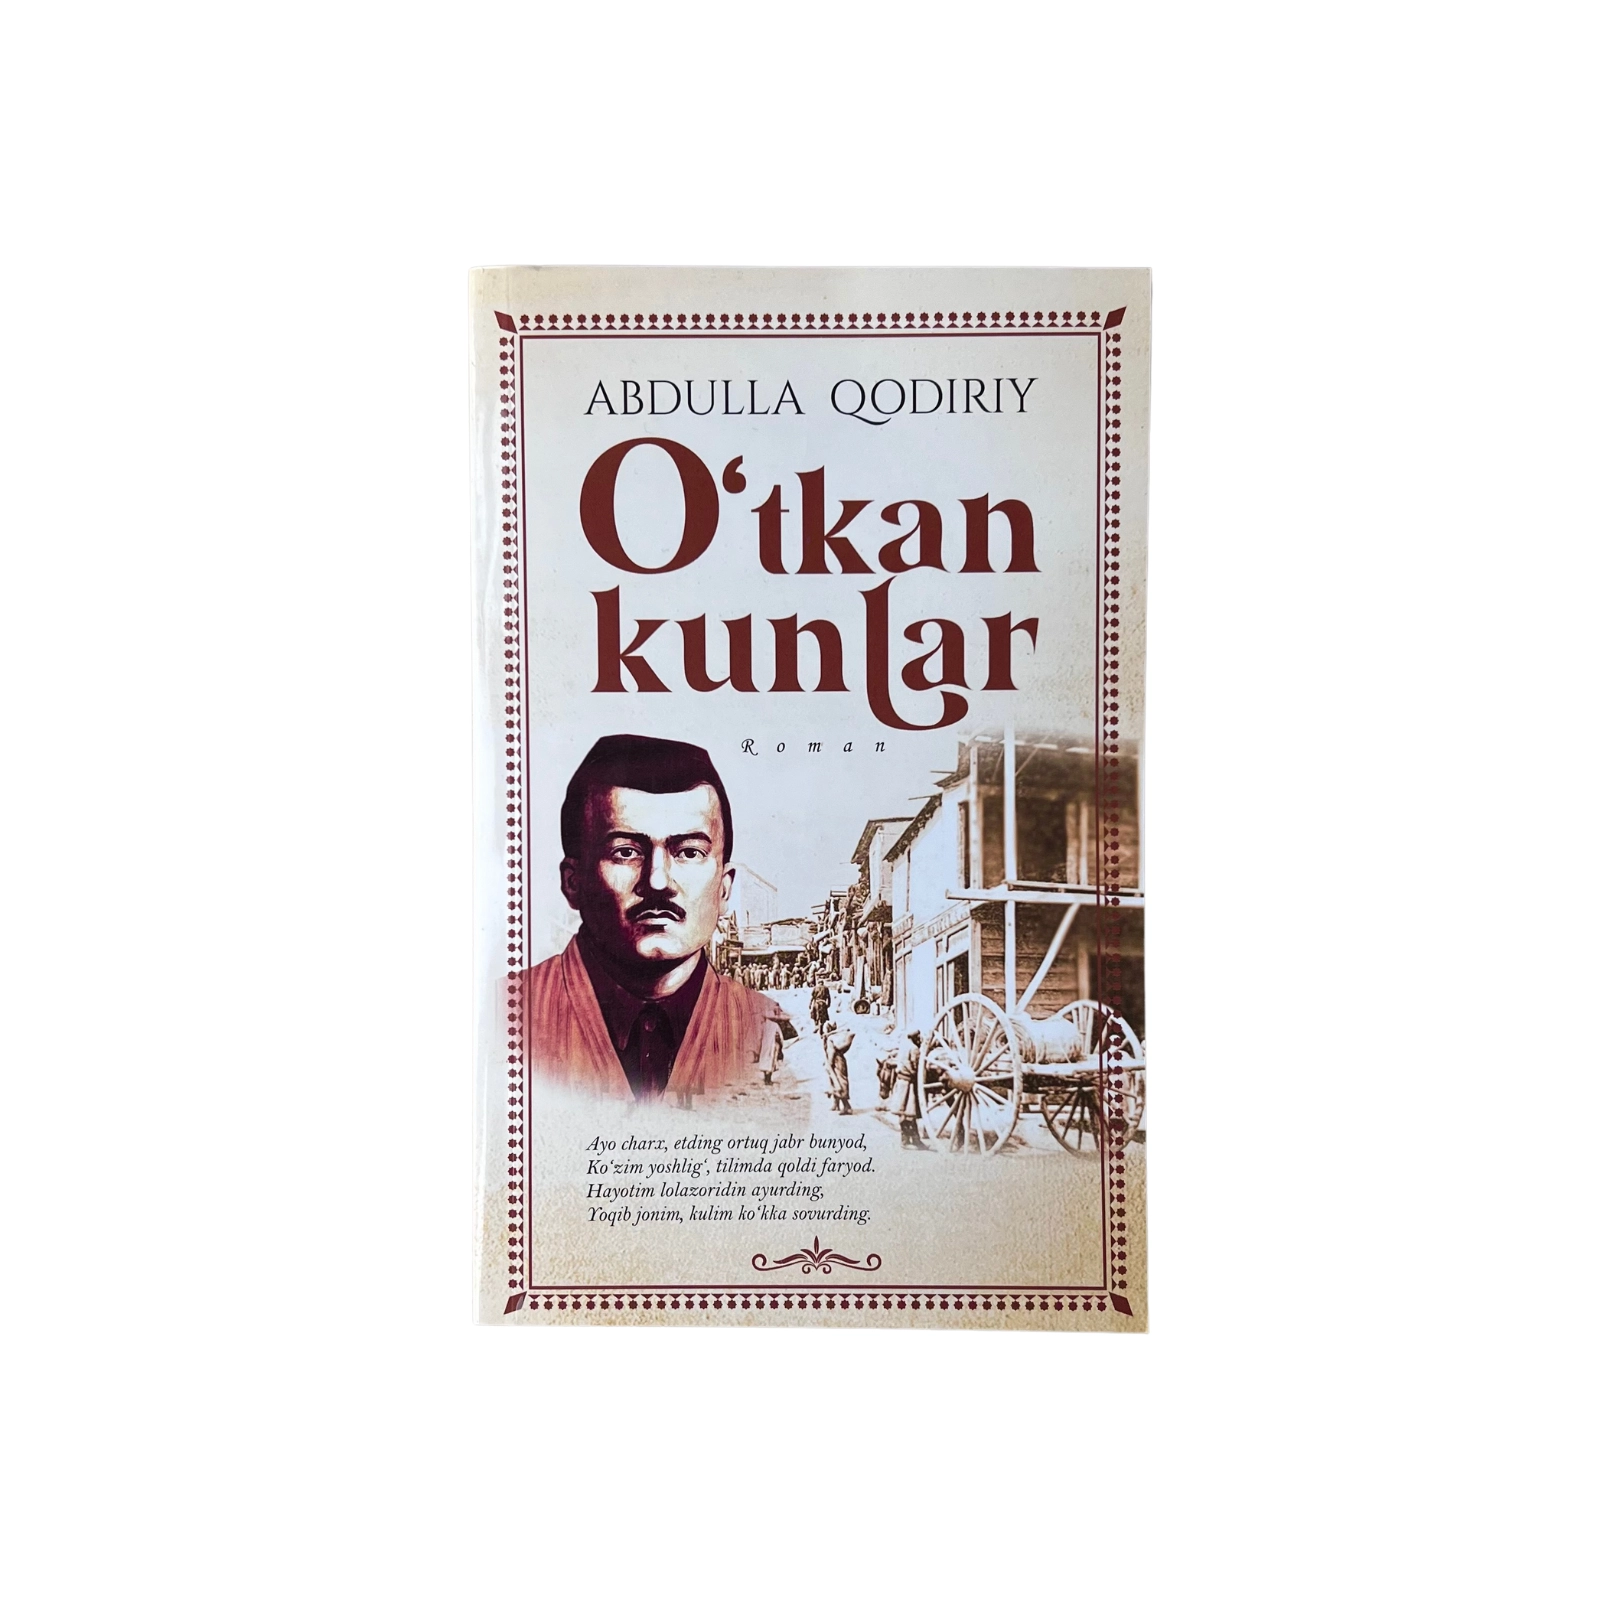 ABDULLA QODIRIY
O‘tkan
kunlar
Roman
Ayo charx, etding ortuq jabr bunyod,
Ko‘zim yoshlig‘, tilimda qoldi faryod.
Hayotim lolazoridin ayurding,
Yoqib jonim, kulim ko‘kka sovurding.